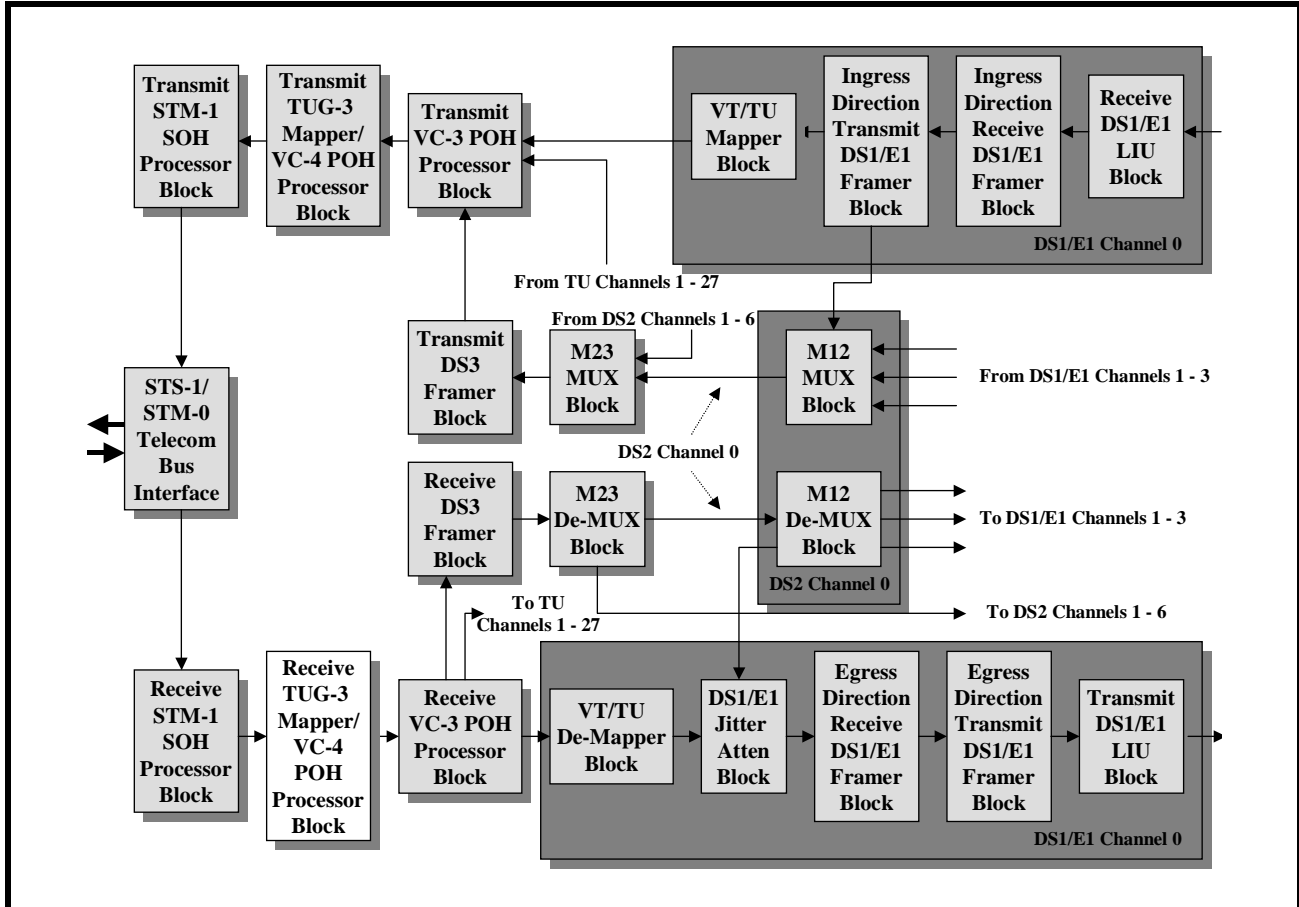 Transmit
STM-1
SOH
Processor
Block
Transmit
TUG-3
Mapper/
VC-4 POH
Processor
Block
Transmit
VC-3 POH
Processor
Block
VT/TU
Mapper
Block
Ingress
Direction
Transmit
DS1/E1
Framer
Block
Ingress
Direction
Receive
DS1/E1
Framer
Block
Receive
DS1/E1
LIU
Block
DS1/E1 Channel 0
From TU Channels 1 - 27
From DS2 Channels 1 - 6
Transmit
DS3
Framer
Block
M23
MUX
Block
M12
MUX
Block
From DS1/E1 Channels 1 - 3
STS-1/
STM-0
Telecom
Bus
Interface
DS2 Channel 0
Receive
DS3
Framer
Block
M23
De-MUX
Block
M12
De-MUX
Block
To DS1/E1 Channels 1 - 3
DS2 Channel 0
To TU
Channels 1 - 27
To DS2 Channels 1 - 6
Receive
STM-1
SOH
Processor
Block
Receive
TUG-3
Mapper/
VC-4
POH
Processor
Block
Receive
VC-3 POH
Processor
Block
VT/TU
De-Mapper
Block
DS1/E1
Jitter
Atten
Block
Egress
Direction
Receive
DS1/E1
Framer
Block
Egress
Direction
Transmit
DS1/E1
Framer
Block
Transmit
DS1/E1
LIU
Block
DS1/E1 Channel 0